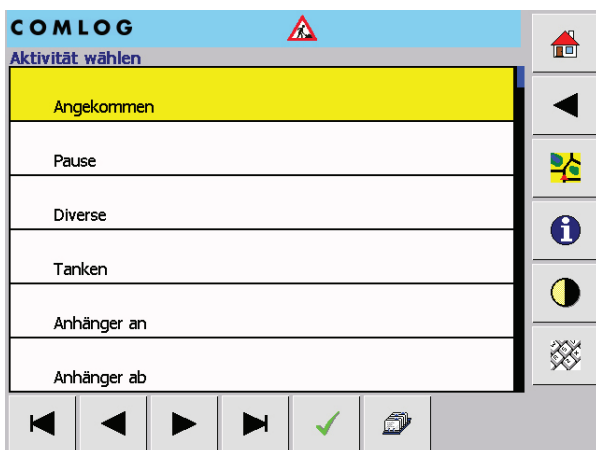 COMLOG
Aktivität wählen
Angekommen
Pause
Diverse
Tanken
Anhänger an
Anhänger ab